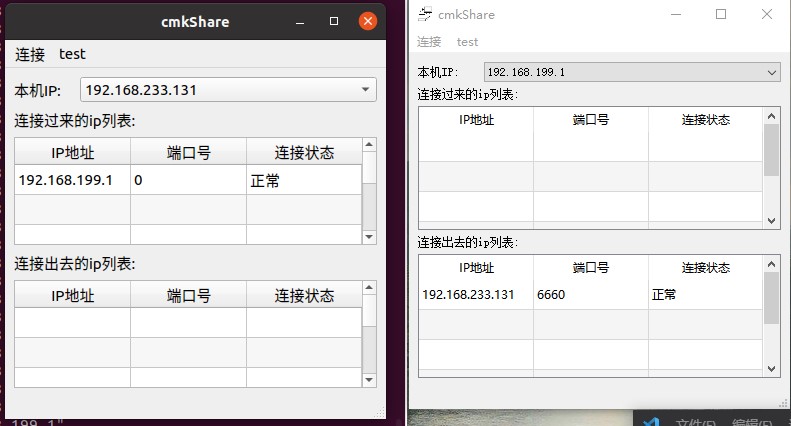 cmkShare
连接 test
本机IP: 192.168.233.131
连接过来的ip列表:
IP地址 端口号 连接状态
192.168.199.1 0 正常
连接出去的ip列表:
IP地址 端口号 连接状态
199.1"
cmkShare
连接 test
本机IP: 192.168.199.1
连接过来的ip列表:
IP地址 端口号 连接状态
连接出去的ip列表:
IP地址 端口号 连接状态
192.168.233.131 6660 正常
文件(F) 编辑(E)